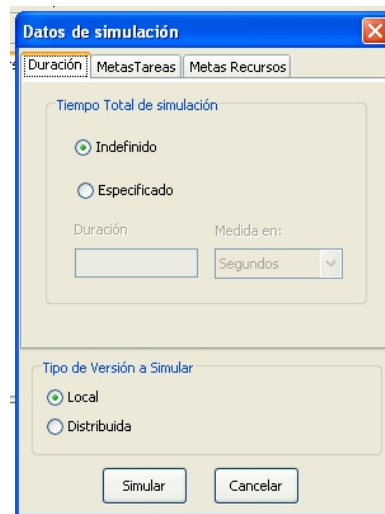 Datos de simulación
Duración MetasTareas Metas Recursos
Tiempo Total de simulación
Indefinido
Especificado
Duración Medida en:
Segundos
Tipo de Versión a Simular
Local
Distribuida
Simular Cancelar